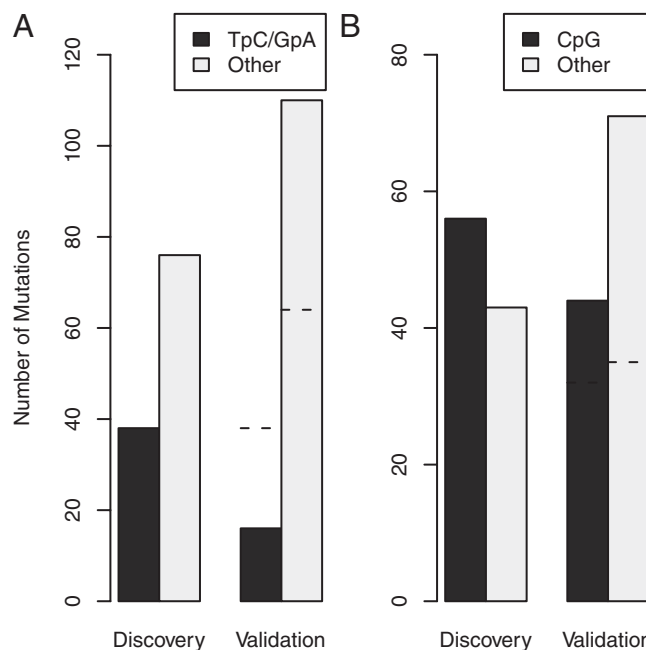 A
TpC/GpA
Other
Number of Mutations
0
20
40
60
80
100
120
Discovery
Validation
B
CpG
Other
0
20
40
60
80
Discovery
Validation